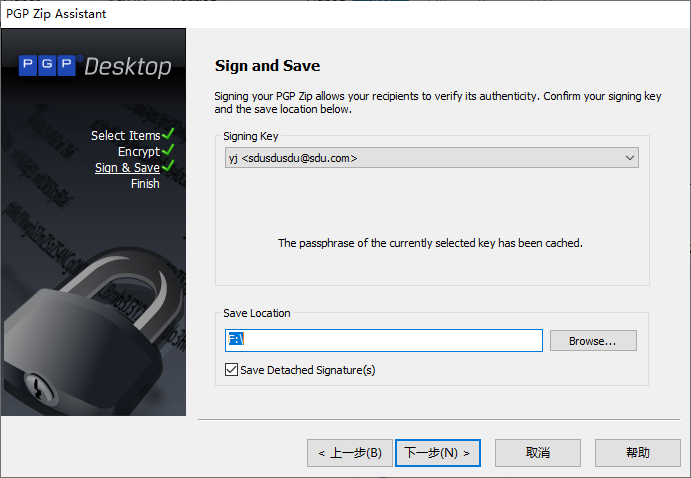 PGP Zip Assistant
PGP® Desktop
Select Items
Encrypt
Sign & Save
Finish
Sign and Save
Signing your PGP Zip allows your recipients to verify its authenticity. Confirm your signing key
and the save location below.
Signing Key
yj <sdusdusdu@sdu.com>
The passphrase of the currently selected key has been cached.
Save Location
F:\
Browse...
Save Detached Signature(s)
< 上一步(B)
下一步(N) >
取消
帮助